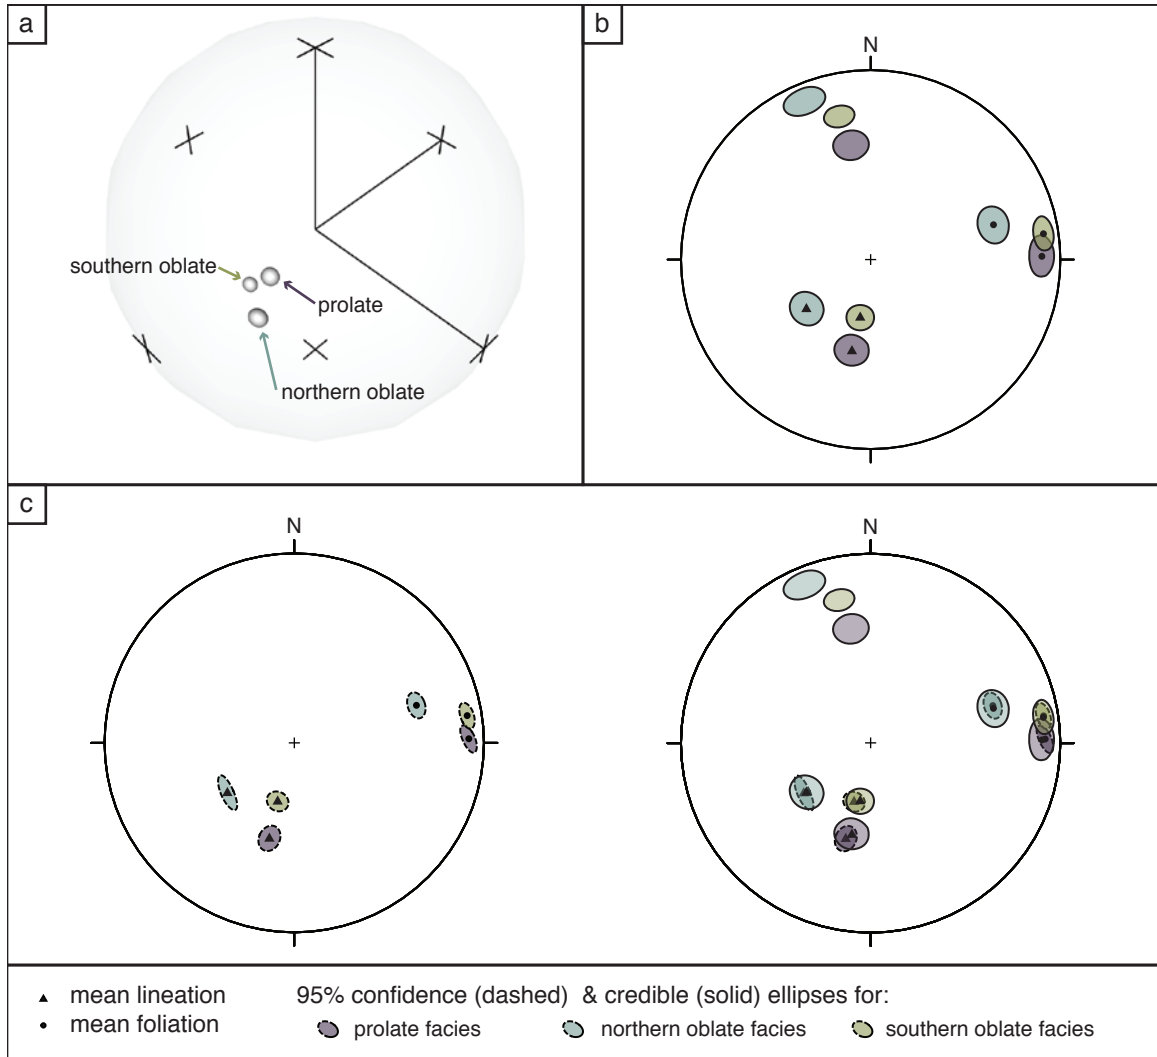 a
southern oblate
prolate
northern oblate
b
N
c
N
N
mean lineation
mean foliation
95% confidence (dashed) & credible (solid) ellipses for:
prolate facies
northern oblate facies
southern oblate facies